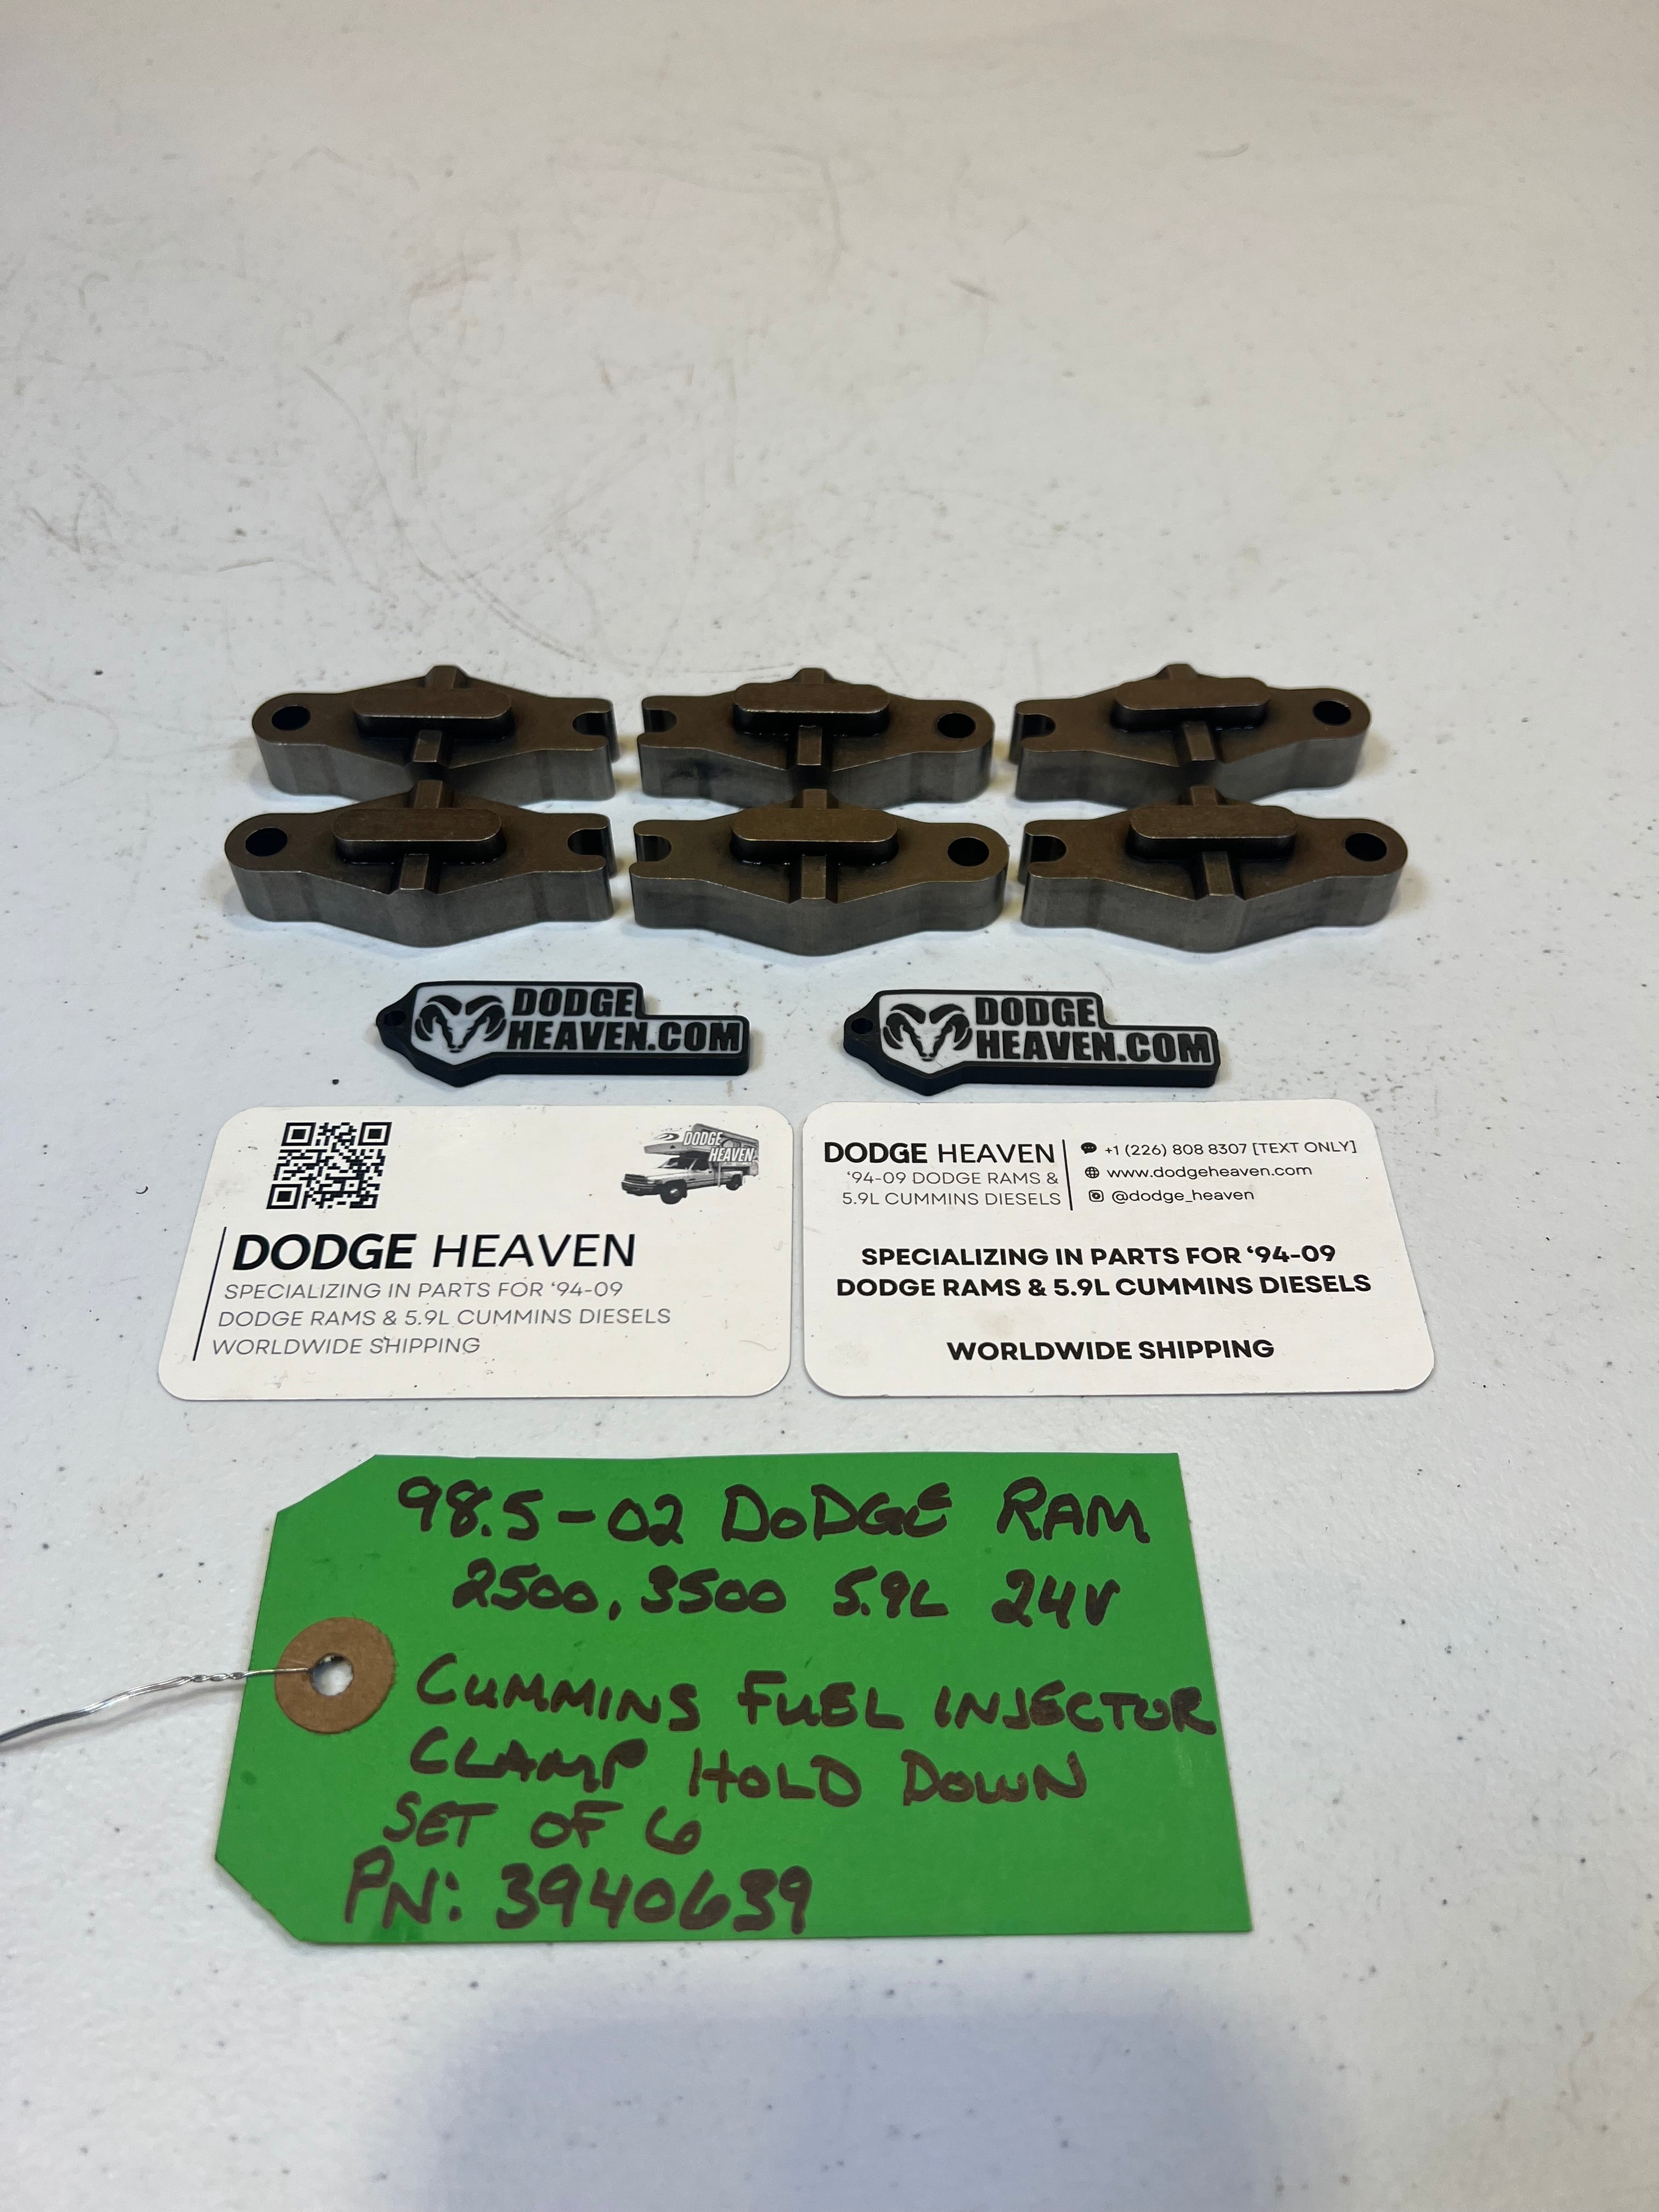 DODGE
HEAVEN.COM
DODGE
HEAVEN.COM
DODGE
HEAVEN
DODGE HEAVEN
SPECIALIZING IN PARTS FOR ‘94-09
DODGE RAMS & 5.9L CUMMINS DIESELS
WORLDWIDE SHIPPING
DODGE HEAVEN
‘94-09 DODGE RAMS &
5.9L CUMMINS DIESELS
+1 (226) 808 8307 [TEXT ONLY]
www.dodgeheaven.com
@dodge_heaven
SPECIALIZING IN PARTS FOR ‘94-09
DODGE RAMS & 5.9L CUMMINS DIESELS
WORLDWIDE SHIPPING
98.5-02 DODGE RAM
2500, 3500 5.9L 24V
CUMMINS FUEL INJECTOR
CLAMP HOLD DOWN
SET OF 6
PN: 3940639